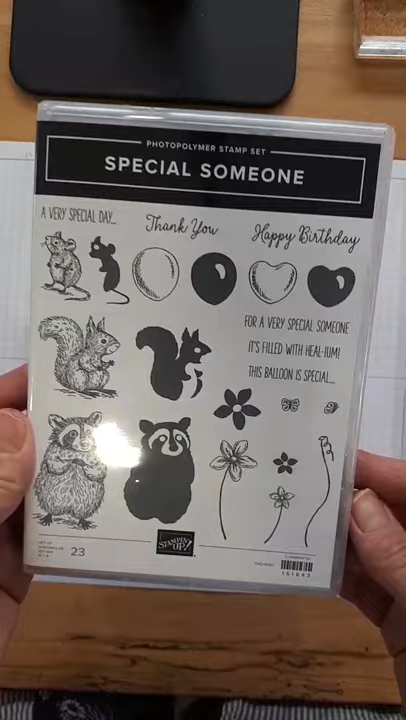 PHOTOPOLYMER STAMP SET
SPECIAL SOMEONE
A VERY SPECIAL DAY...
Thank You
Happy Birthday
FOR A VERY SPECIAL SOMEONE
IT'S FILLED WITH HEAL-IUM!
THIS BALLOON IS SPECIAL...
23
STAMPIN' UP!
151643